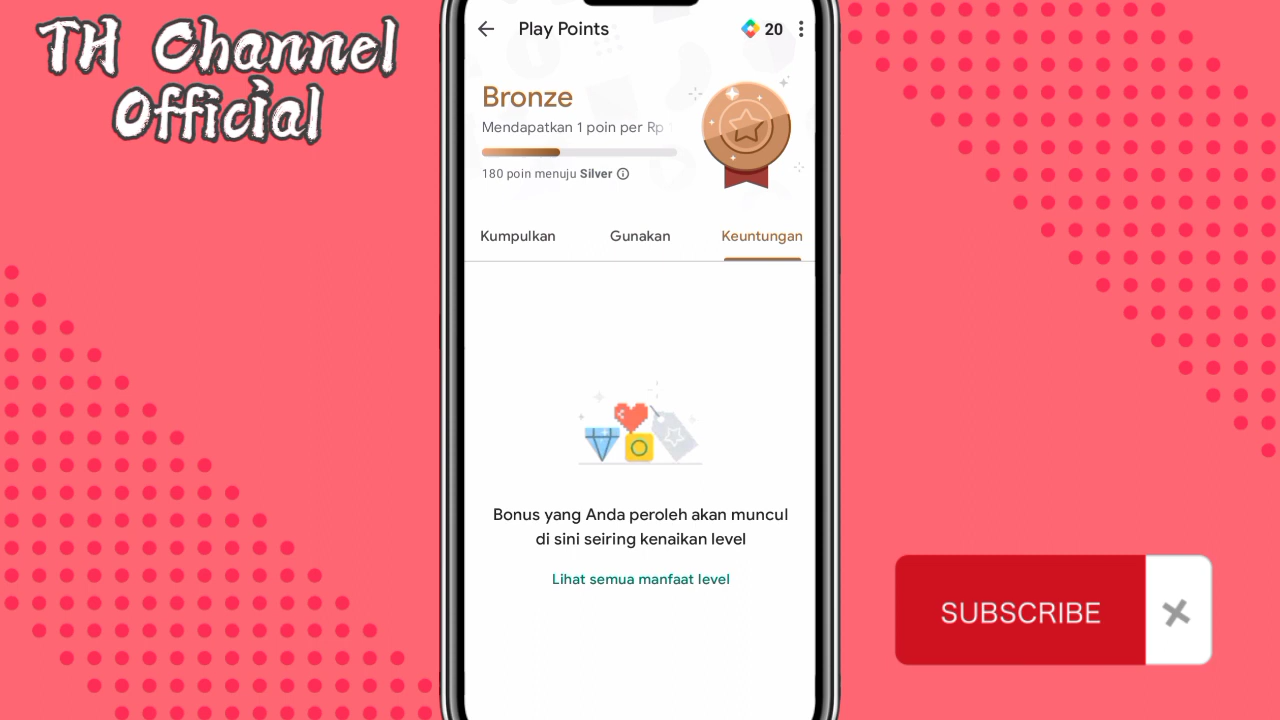 TH Channel
Official
Play Points
20
Bronze
Mendapatkan 1 poin per Rp
180 poin menuju Silver
Kumpulkan
Gunakan
Keuntungan
Bonus yang Anda peroleh akan muncul
di sini seiring kenaikan level
Lihat semua manfaat level
SUBSCRIBE